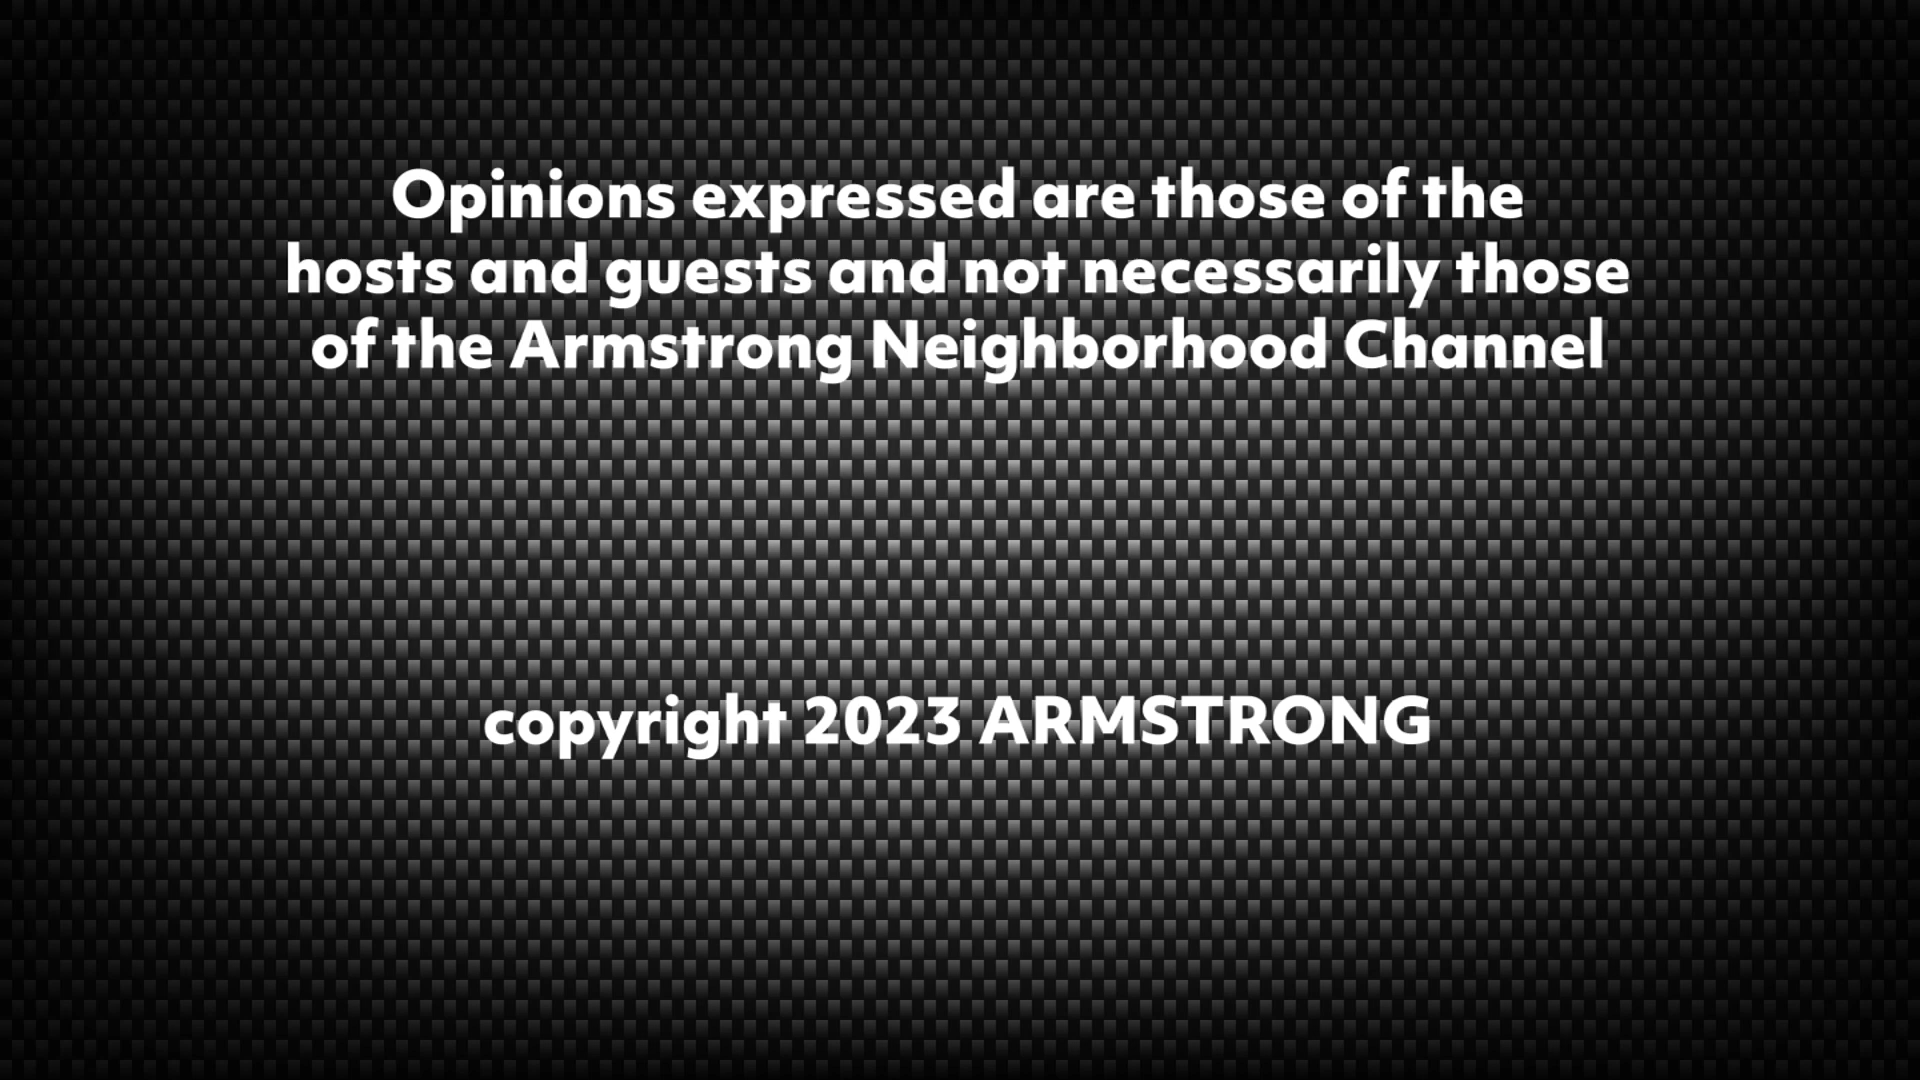 Opinions expressed are those of the
hosts and guests and not necessarily those
of the Armstrong Neighborhood Channel
copyright 2023 ARMSTRONG